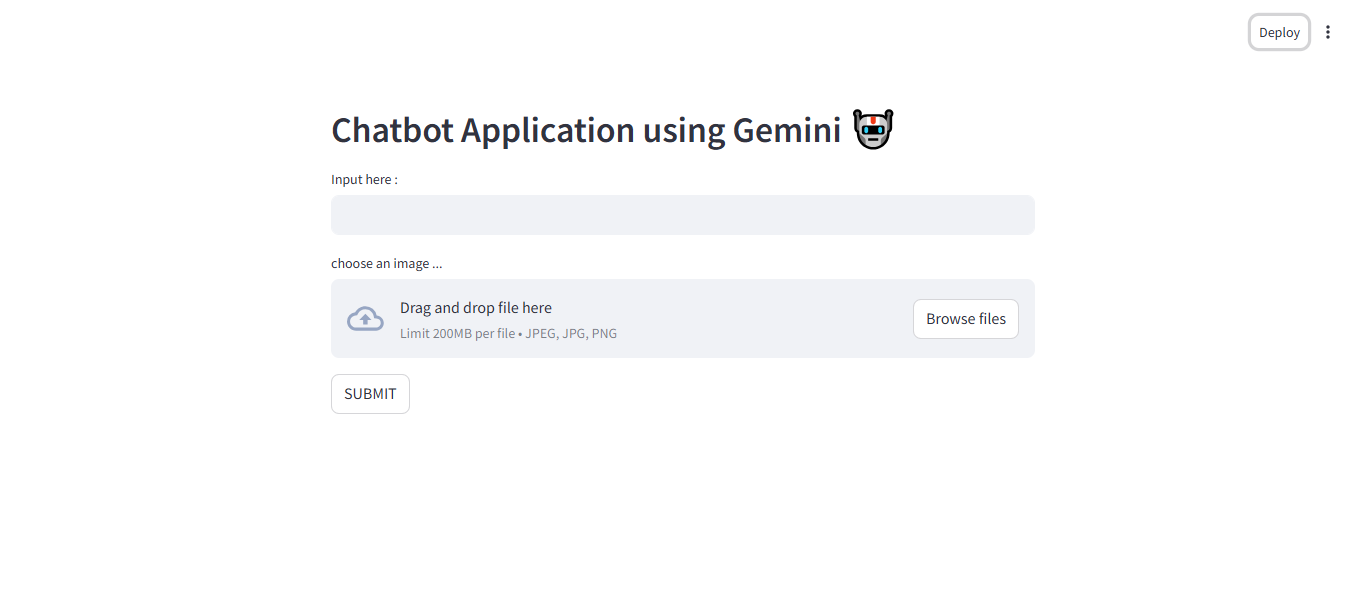 Deploy
Chatbot Application using Gemini
Input here :
choose an image ...
Drag and drop file here
Limit 200MB per file • JPEG, JPG, PNG
Browse files
SUBMIT